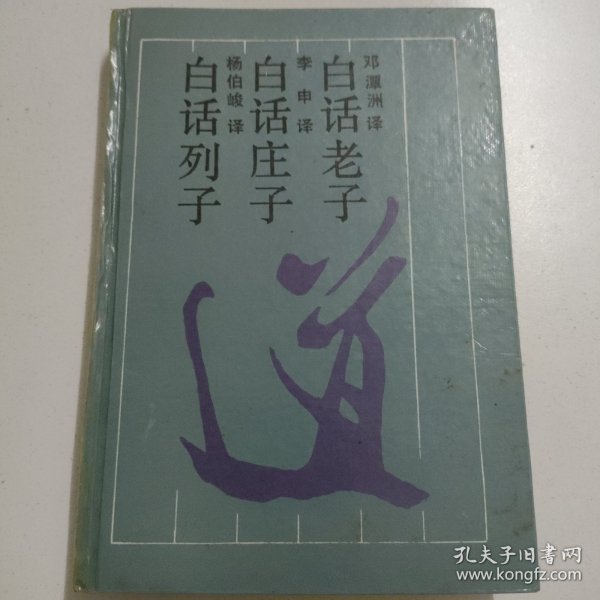 白话老子
邓潭洲 译
白话庄子
李申 译
白话列子
杨伯峻 译
道
孔夫子旧书网
www.kongfz.com